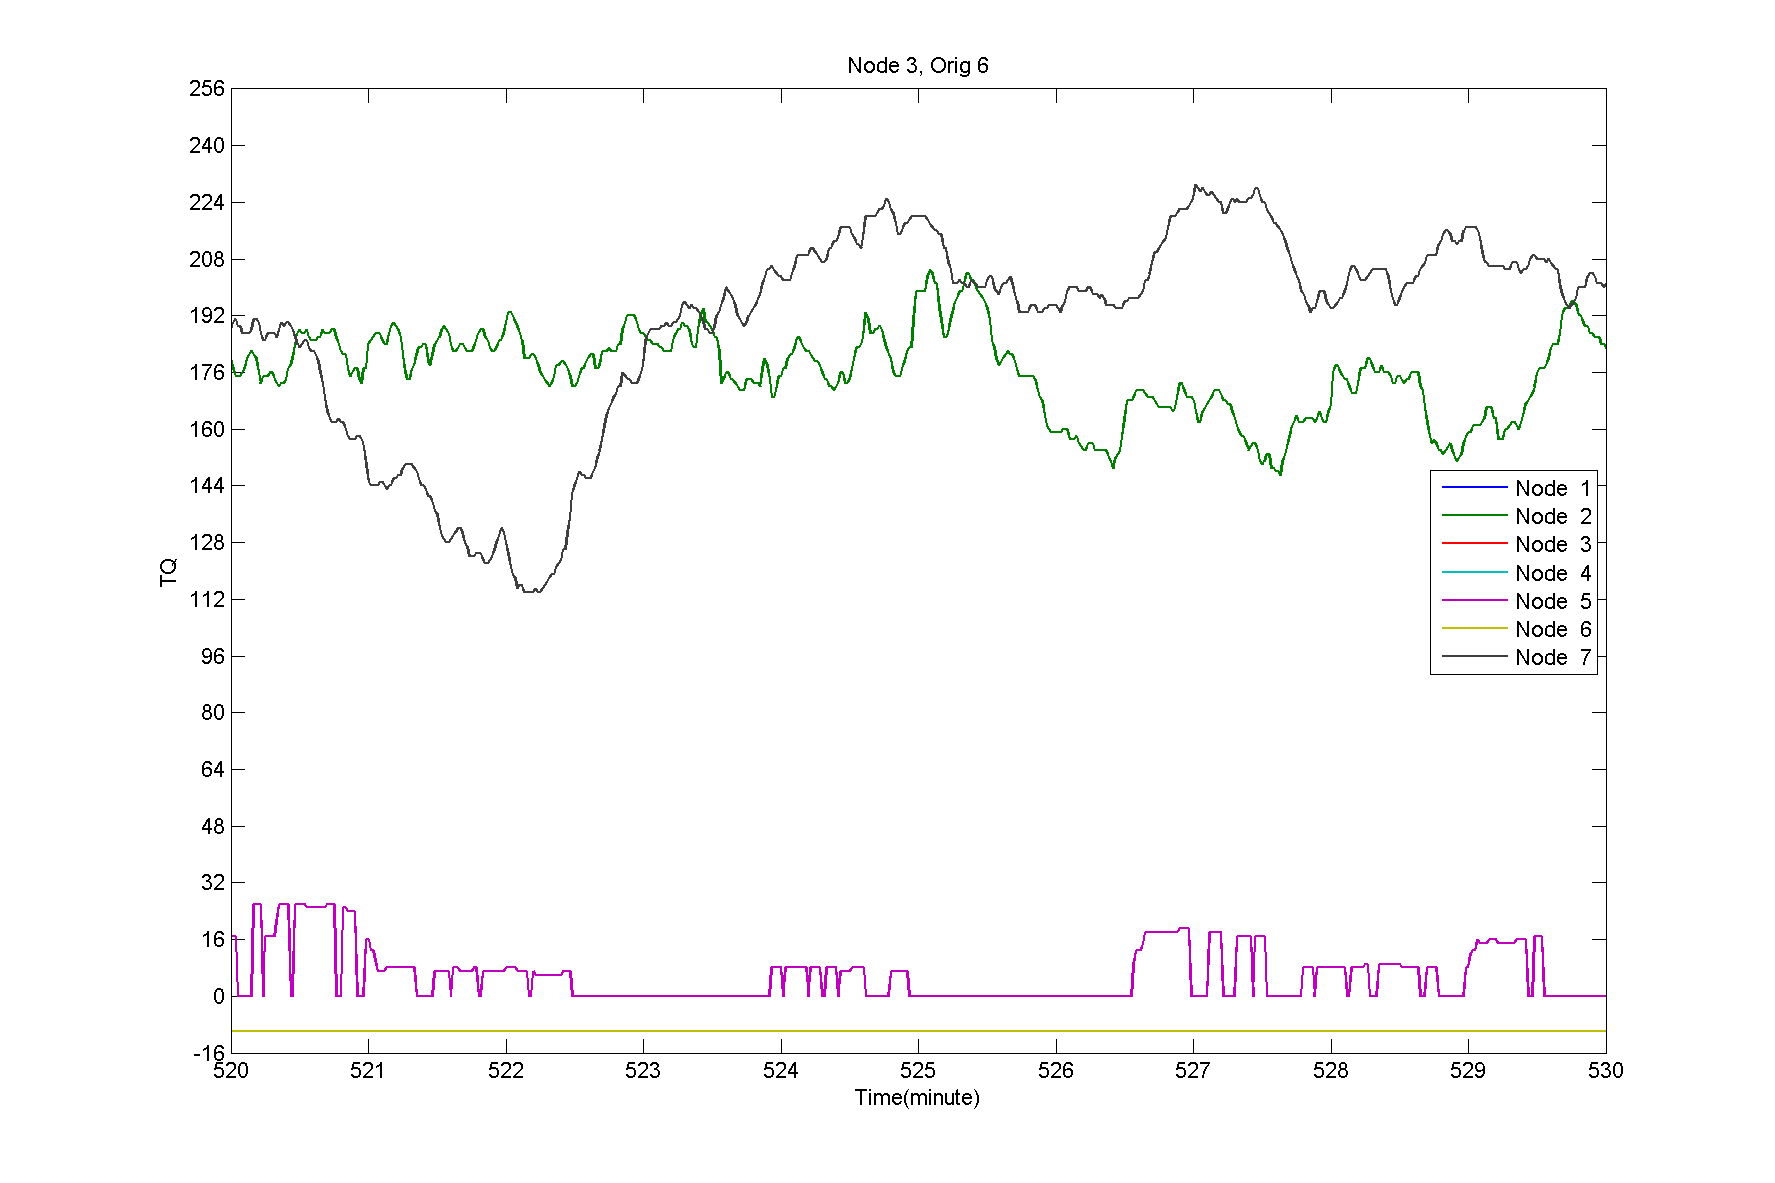 Node 3, Orig 6
256
240
224
208
192
176
160
144
128
112
96
80
64
48
32
16
0
-16
TQ
Node 1
Node 2
Node 3
Node 4
Node 5
Node 6
Node 7
520 521 522 523 524 525 526 527 528 529 530
Time(minute)